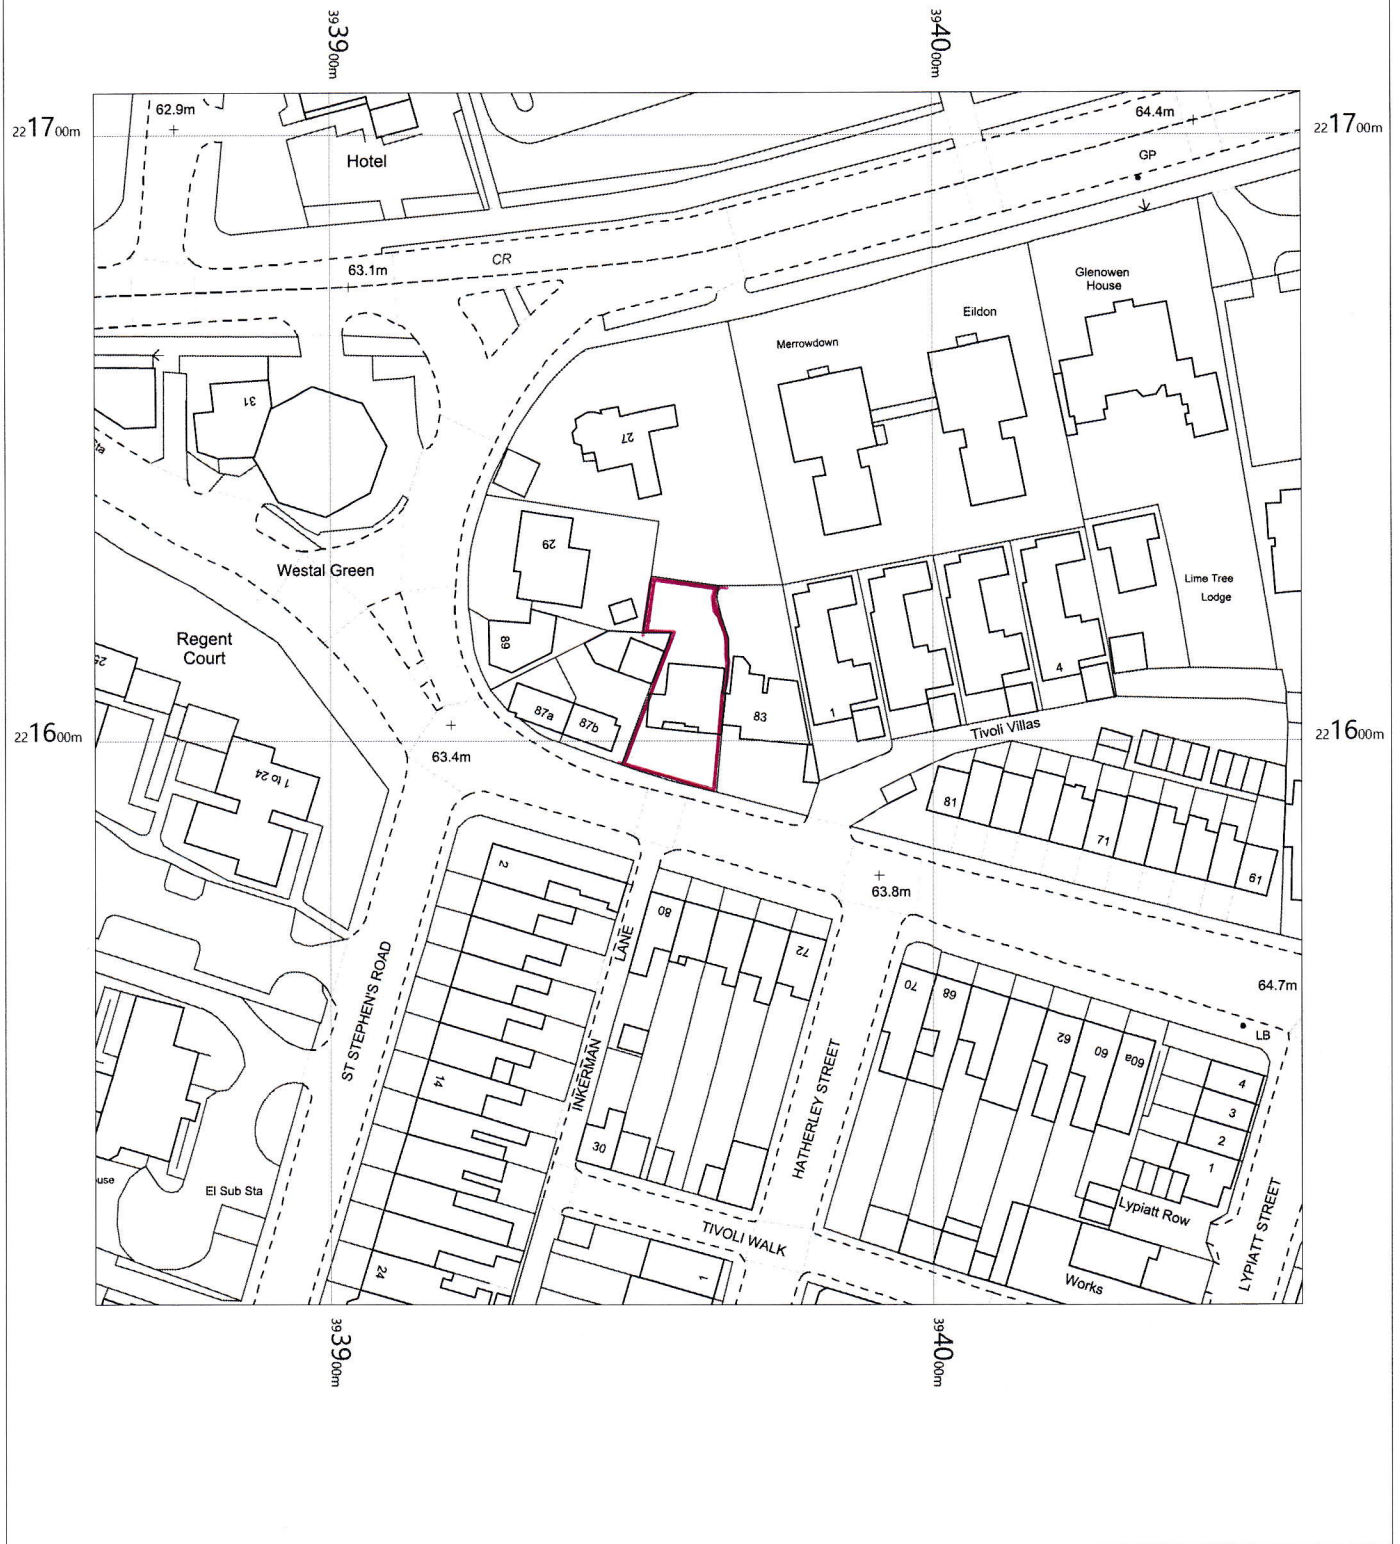 3939 00m
3940 00m
62.9m
64.4m
2217 00m
2217 00m
Hotel
GP
CR
63.1m
Glenowen
House
Eildon
Merrowdown
31
27
sta
29
Westal Green
Lime Tree
Lodge
Regent
Court
89
25
4
87a
87b
83
1
Tivoli Villas
2216 00m
2216 00m
63.4m
1 to 24
81
71
61
2
63.8m
80
72
LANE
ST STEPHEN'S ROAD
70
68
64.7m
LB
62
60
60a
14
INKERMAN
HATHERLEY STREET
4
3
2
1
30
use
El Sub Sta
Lypiatt Row
LYPIATT STREET
TIVOLI WALK
24
1
Works
3939 00m
3940 00m